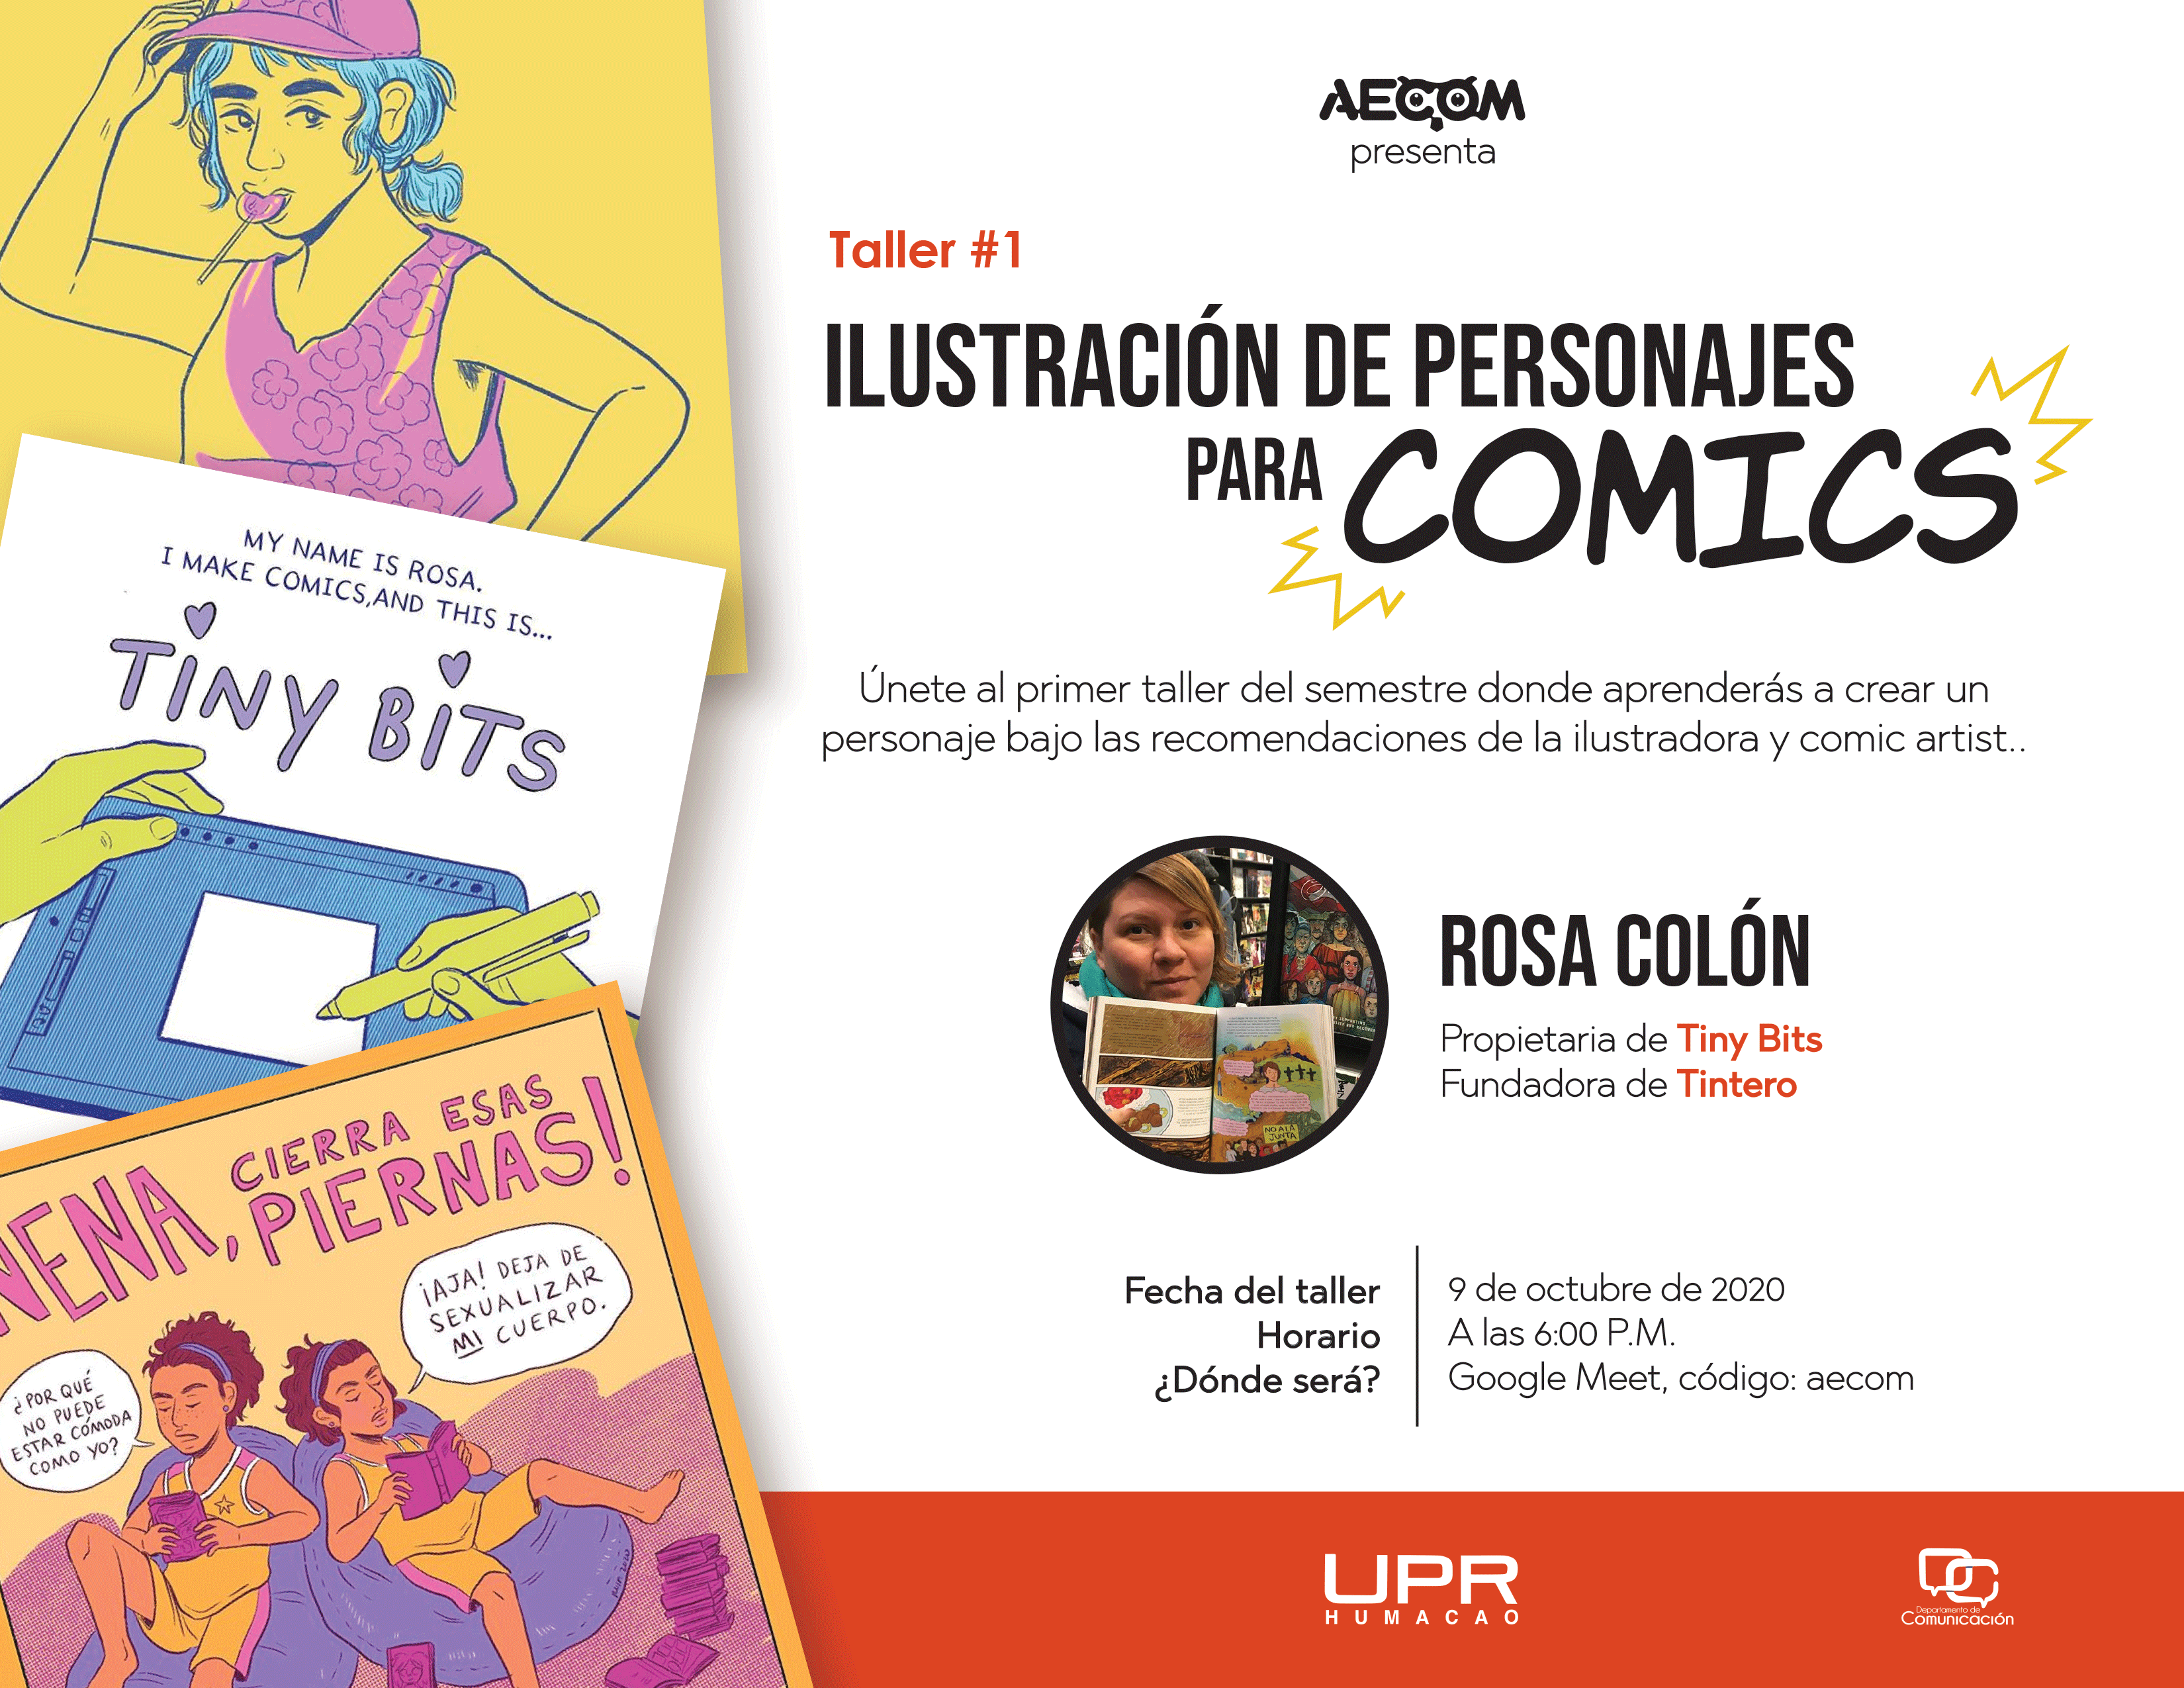 AECOM
presenta
Taller #1
ILUSTRACIÓN DE PERSONAJES
PARA COMICS
Únete al primer taller del semestre donde aprenderás a crear un
personaje bajo las recomendaciones de la ilustradora y comic artist..
ROSA COLÓN
Propietaria de Tiny Bits
Fundadora de Tintero
NO A LA
JUNTA
Fecha del taller
9 de octubre de 2020
Horario
A las 6:00 P.M.
¿Dónde será?
Google Meet, código: aecom
MY NAME IS ROSA.
I MAKE COMICS, AND THIS IS...
TINY BITS
NENA, CIERRA ESAS
PIERNAS!
¡AJA! DEJA DE
SEXUALIZAR
MI CUERPO.
¿POR QUÉ
NO PUEDE
ESTAR CÓMODA
COMO YO?
UPR
HUMACAO
DC
Departamento de
Comunicación